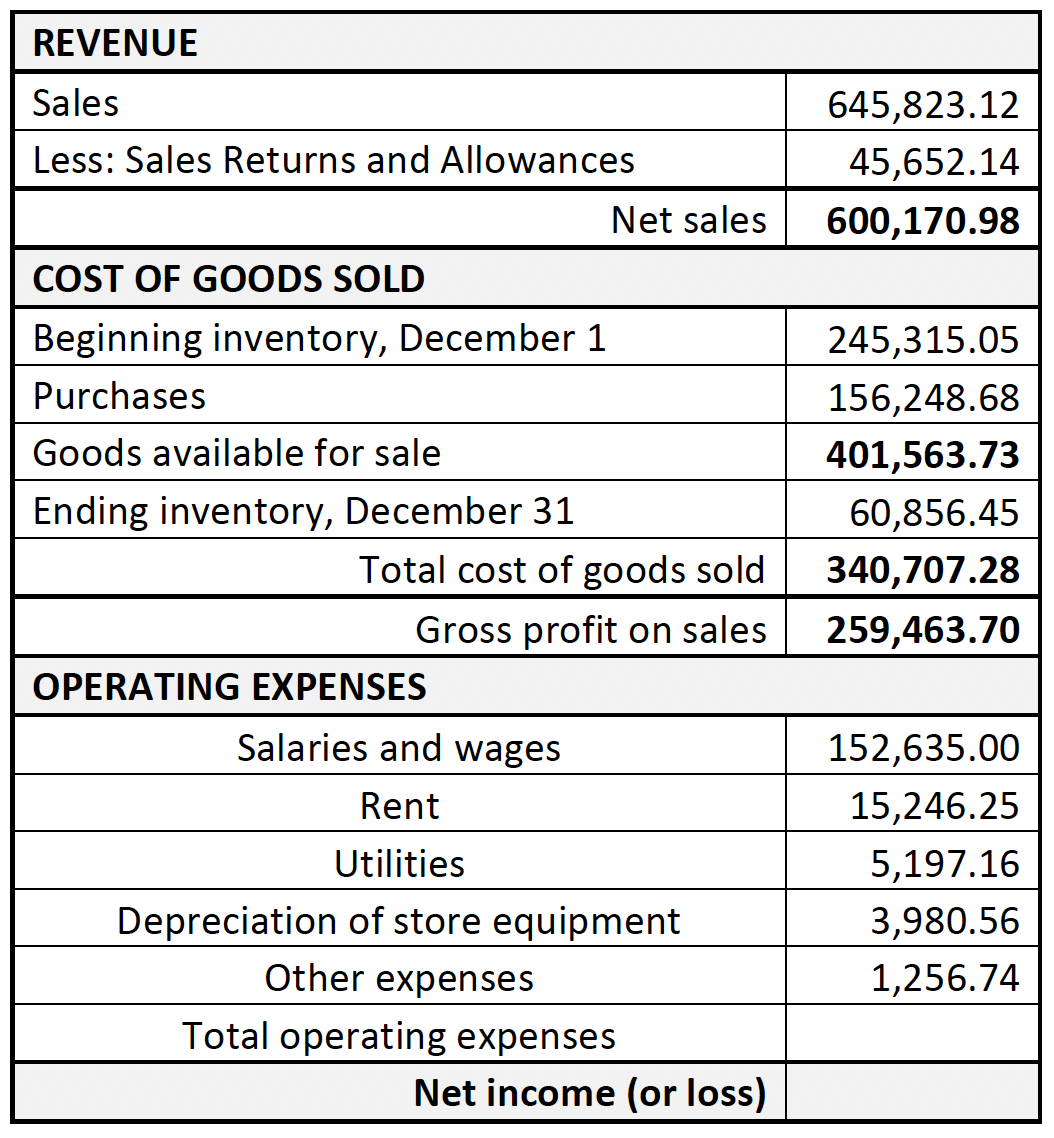 REVENUE
Sales 645,823.12
Less: Sales Returns and Allowances 45,652.14
Net sales 600,170.98
COST OF GOODS SOLD
Beginning inventory, December 1 245,315.05
Purchases 156,248.68
Goods available for sale 401,563.73
Ending inventory, December 31 60,856.45
Total cost of goods sold 340,707.28
Gross profit on sales 259,463.70
OPERATING EXPENSES
Salaries and wages 152,635.00
Rent 15,246.25
Utilities 5,197.16
Depreciation of store equipment 3,980.56
Other expenses 1,256.74
Total operating expenses
Net income (or loss)